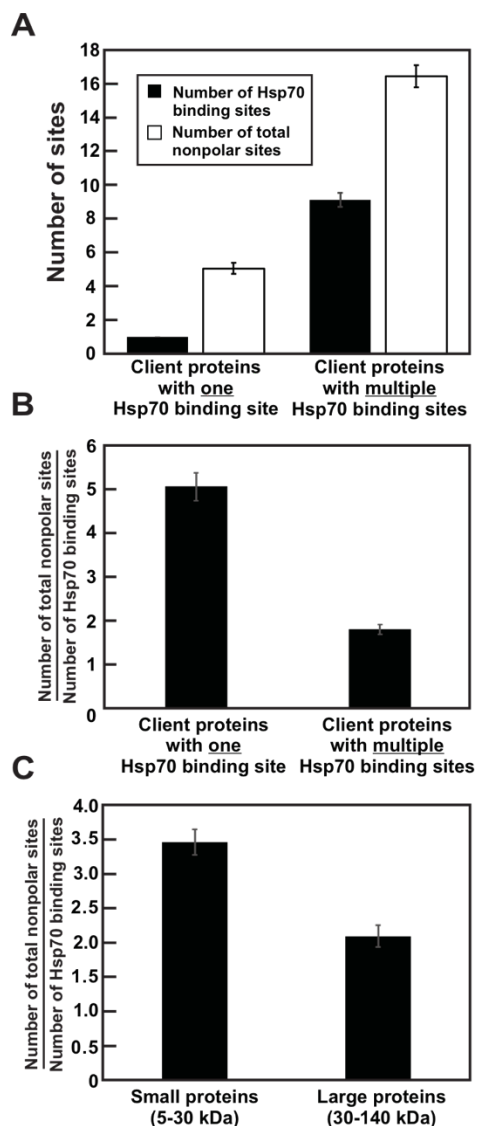 A
Number of sites
18
16
14
12
10
8
6
4
2
0
Number of Hsp70
binding sites
Number of total
nonpolar sites
Client proteins
with one
Hsp70 binding site
Client proteins
with multiple
Hsp70 binding sites
B
Number of total nonpolar sites
Number of Hsp70 binding sites
6
5
4
3
2
1
0
Client proteins
with one
Hsp70 binding site
Client proteins
with multiple
Hsp70 binding sites
C
Number of total nonpolar sites
Number of Hsp70 binding sites
4.0
3.5
3.0
2.5
2.0
1.5
1.0
0.5
0
Small proteins
(5-30 kDa)
Large proteins
(30-140 kDa)